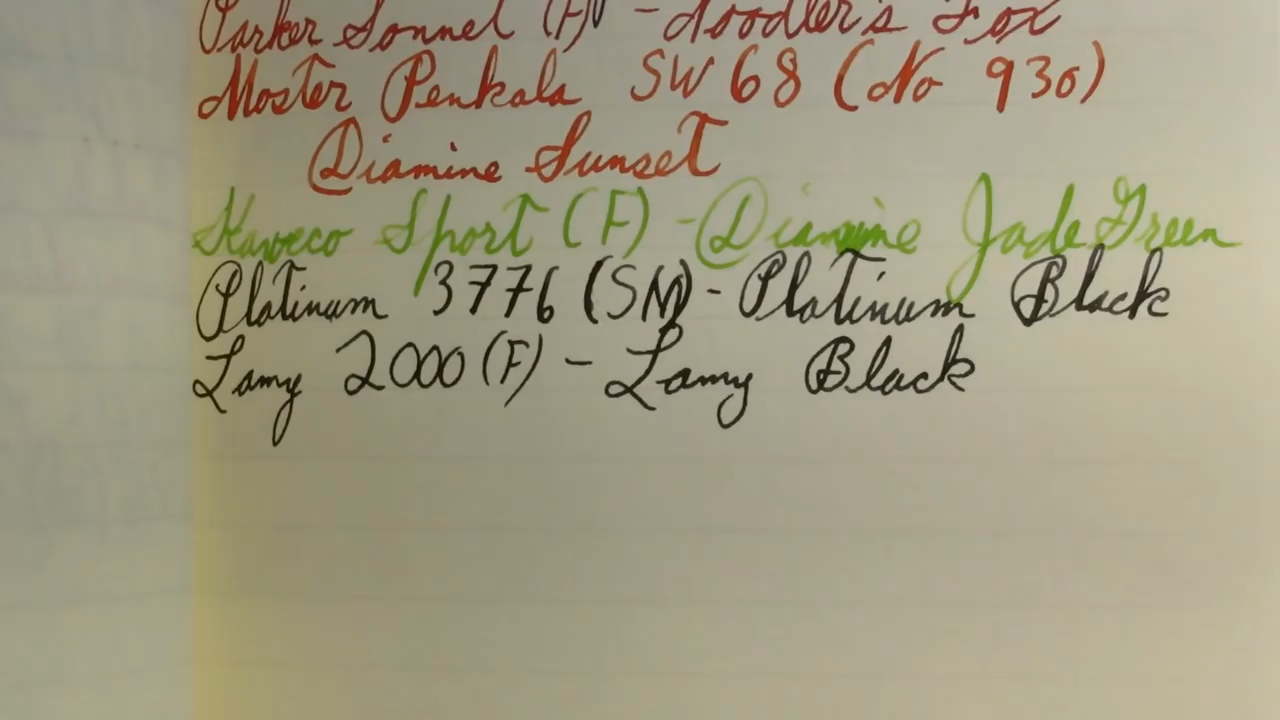 Parker Sonnet (F) - Noodler's Fox
Moster Penkala SW 68 (No 930)
Diamine Sunset
Kaweco Sport (F) - Diamine Jade Green
Platinum 3776 (SM) - Platinum Black
Lamy 2000 (F) - Lamy Black